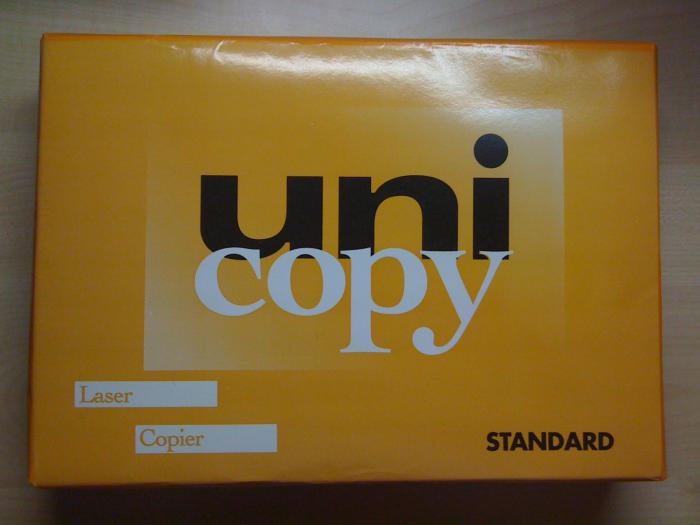 uni
copy
Laser
Copier
STANDARD